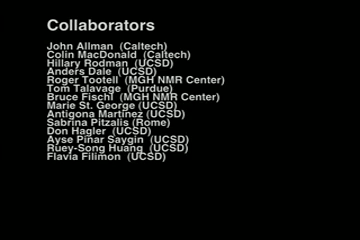 Collaborators
John Allman (Caltech)
Colin MacDonald (Caltech)
Hillary Rodman (UCSD)
Anders Dale (UCSD)
Roger Tootell (MGH NMR Center)
Tom Talavage (Purdue)
Bruce Fischl (MGH NMR Center)
Marie St. George (UCSD)
Antigona Martinez (UCSD)
Sabrina Pitzalis (Rome)
Don Hagler (UCSD)
Ayse Pinar Saygin (UCSD)
Ruey-Song Huang (UCSD)
Flavia Filimon (UCSD)